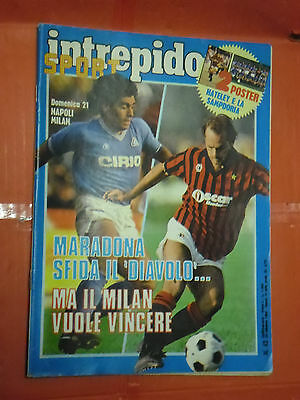 intrepido
SPORT
2 POSTER
HATELEY E LA
SAMPDORIA
Domenica 21
NAPOLI
MILAN
CIRIO
Oscar
MARADONA
SFIDA IL 'DIAVOLO'...
MA IL MILAN
VUOLE VINCERE